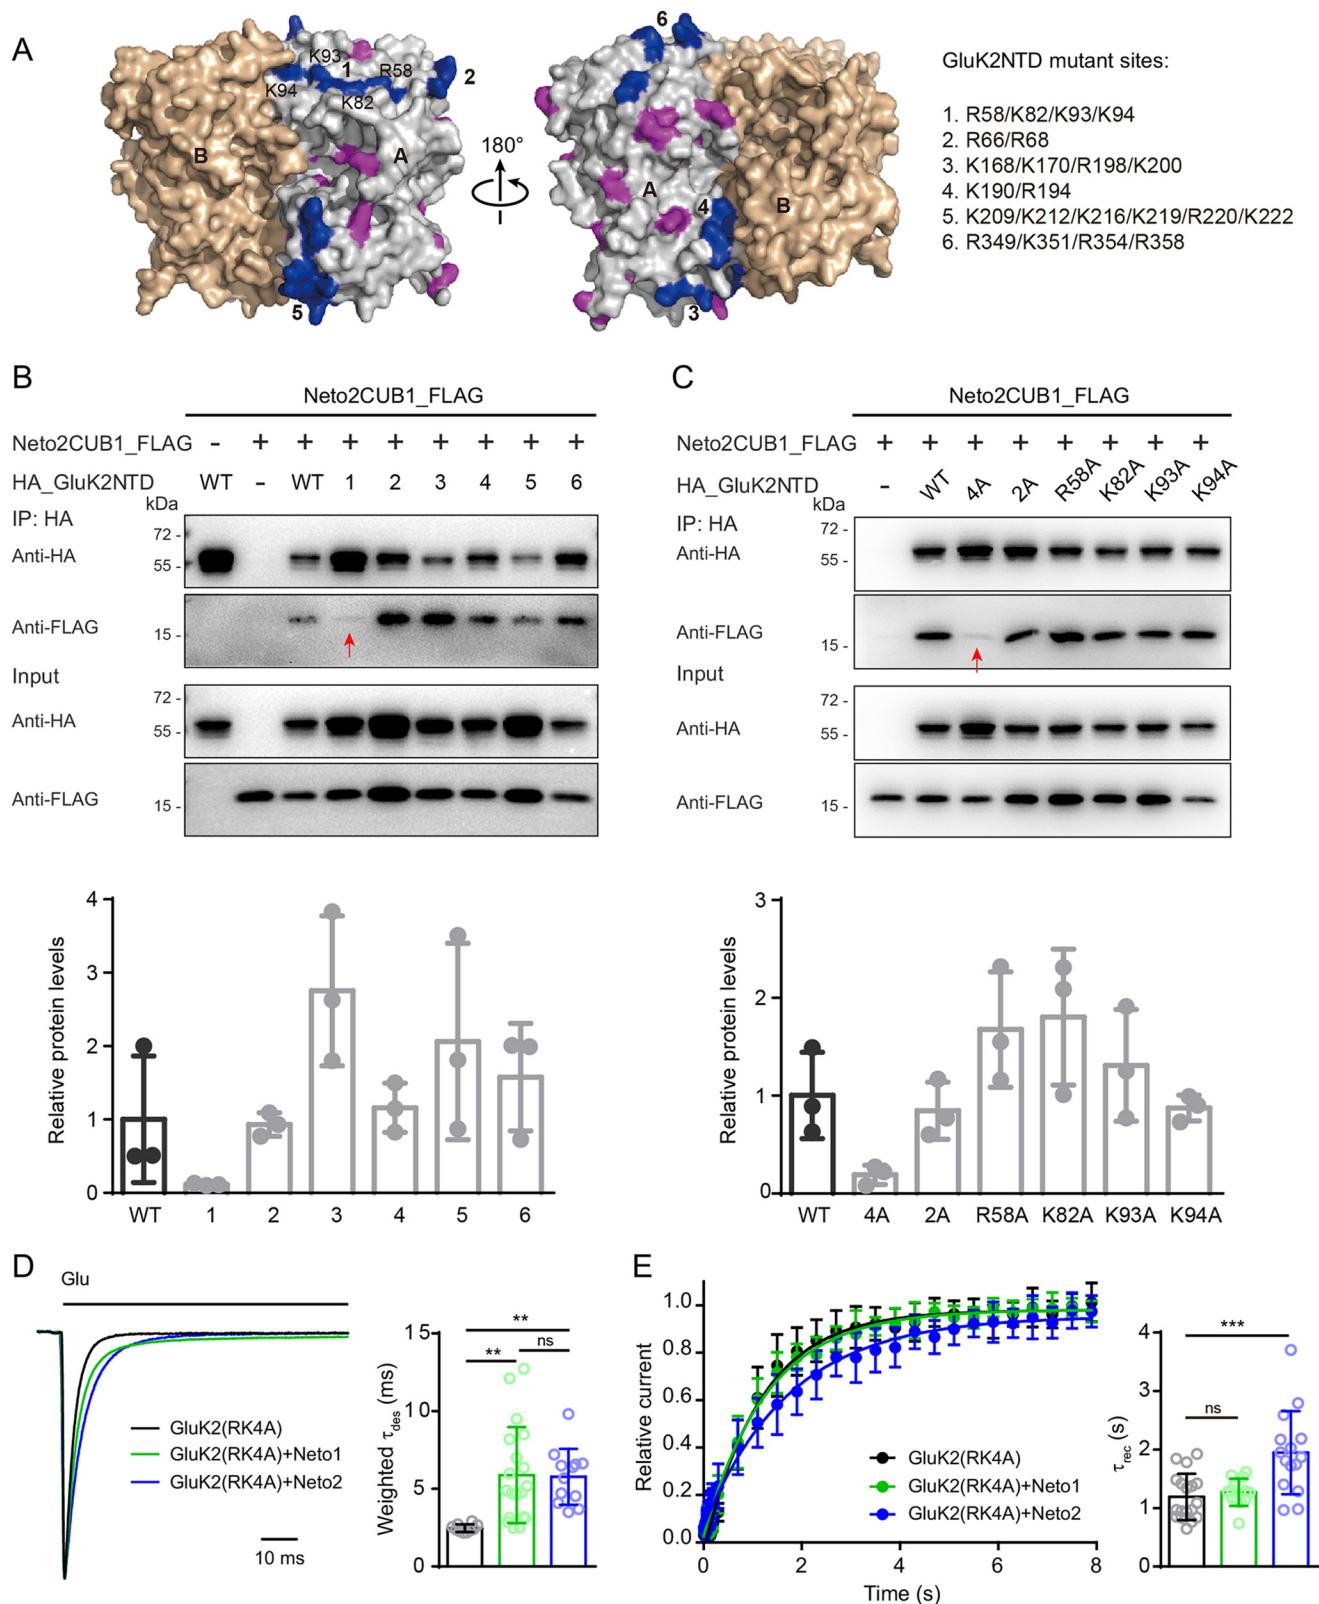 A
K93
1
R58
2
K94
K82
B
A
5
180°
6
A
4
B
3
GluK2NTD mutant sites:
1. R58/K82/K93/K94
2. R66/R68
3. K168/K170/R198/K200
4. K190/R194
5. K209/K212/K216/K219/R220/K222
6. R349/K351/R354/R358
B
Neto2CUB1_FLAG
Neto2CUB1_FLAG - + + + + + + + +
HA_GluK2NTD WT - WT 1 2 3 4 5 6
kDa
IP: HA
72 -
Anti-HA
55 -
Anti-FLAG
15 -
Input
72 -
Anti-HA
55 -
Anti-FLAG
15 -
Relative protein levels
4
3
2
1
0
WT 1 2 3 4 5 6
C
Neto2CUB1_FLAG
Neto2CUB1_FLAG + + + + + + + +
HA_GluK2NTD - WT 4A 2A R58A K82A K93A K94A
kDa
IP: HA
72 -
Anti-HA
55 -
Anti-FLAG
15 -
Input
72 -
Anti-HA
55 -
Anti-FLAG
15 -
Relative protein levels
3
2
1
0
WT 4A 2A R58A K82A K93A K94A
D
Glu
GluK2(RK4A)
GluK2(RK4A)+Neto1
GluK2(RK4A)+Neto2
10 ms
Weighted τdes (ms)
15
10
5
0
**
**
ns
E
Relative current
1.0
0.8
0.6
0.4
0.2
0.0
0 2 4 6 8
Time (s)
GluK2(RK4A)
GluK2(RK4A)+Neto1
GluK2(RK4A)+Neto2
τrec (s)
4
3
2
1
0
***
ns